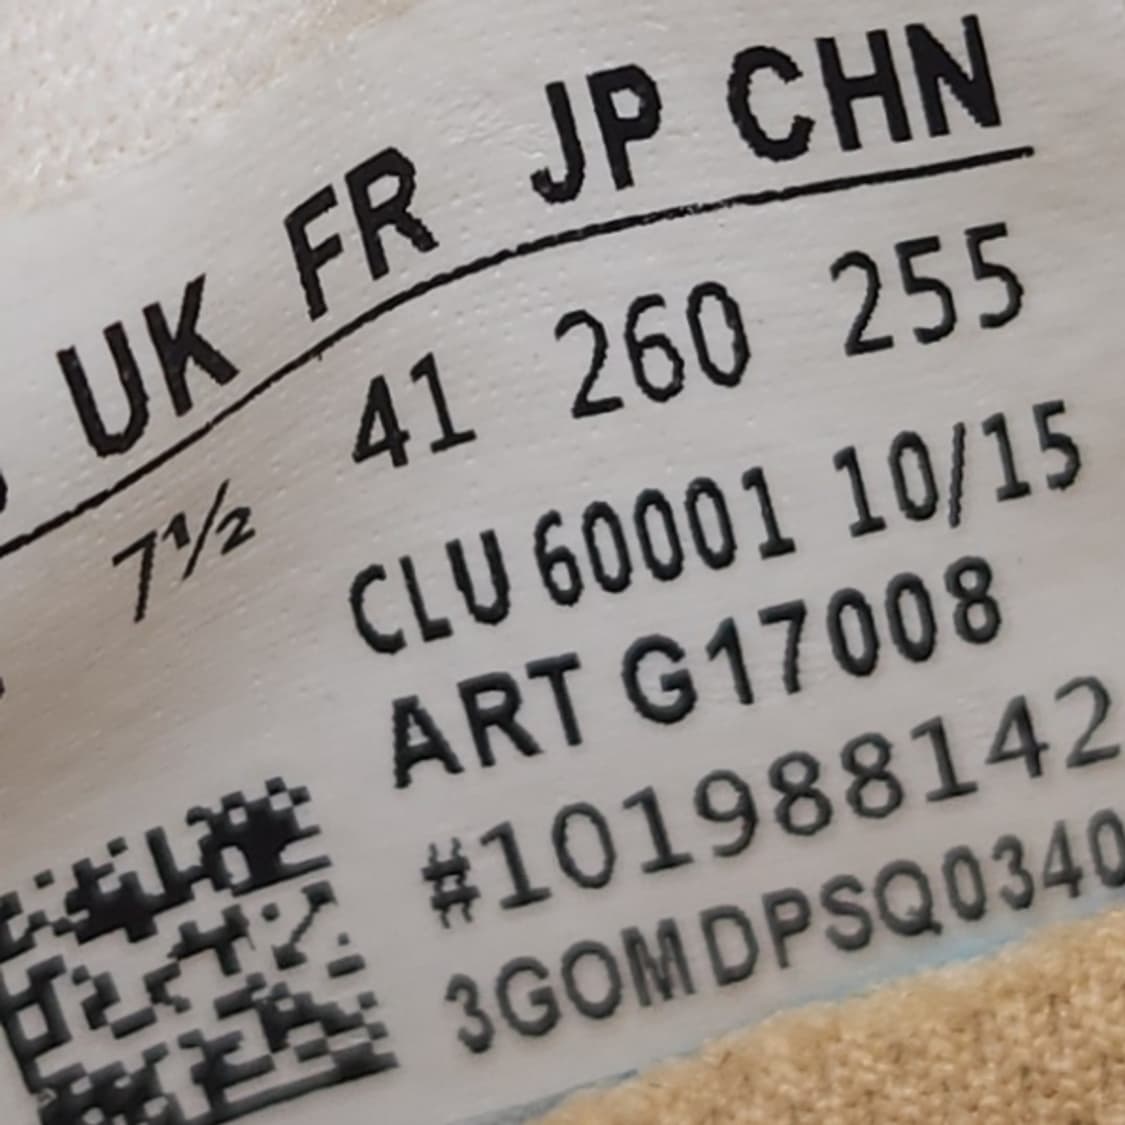 UK FR JP CHN
7½ 41 260 255
CLU 60001 10/15
ART G17008
#101988142
3GOMDPSQ0340